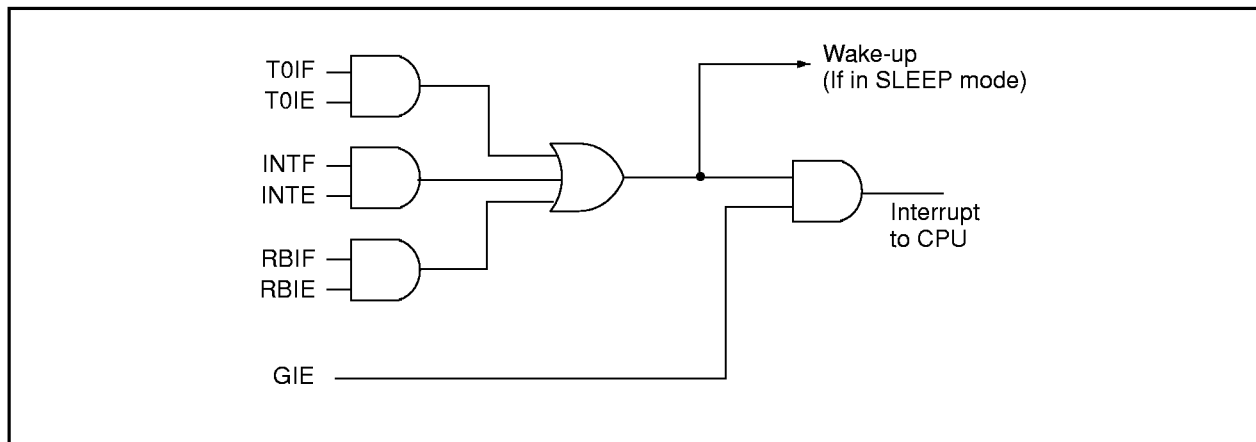 T0IF
T0IE
INTF
INTE
RBIF
RBIE
GIE
Wake-up
(If in SLEEP mode)
Interrupt
to CPU